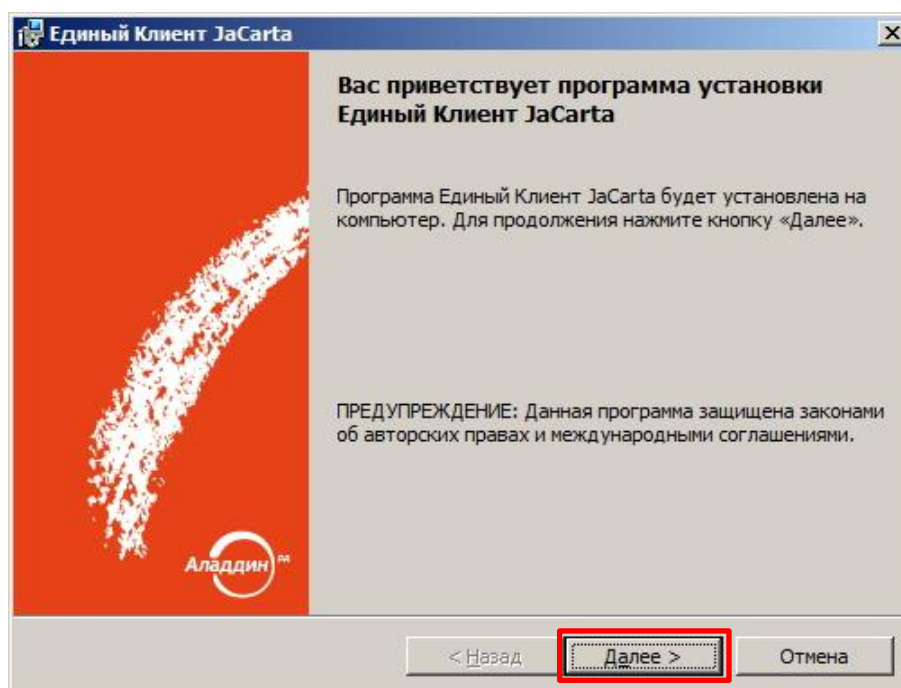 Единый Клиент JaCarta
Вас приветствует программа установки
Единый Клиент JaCarta
Программа Единый Клиент JaCarta будет установлена на
компьютер. Для продолжения нажмите кнопку «Далее».
ПРЕДУПРЕЖДЕНИЕ: Данная программа защищена законами
об авторских правах и международными соглашениями.
Аладдин РД
< Назад
Далее >
Отмена